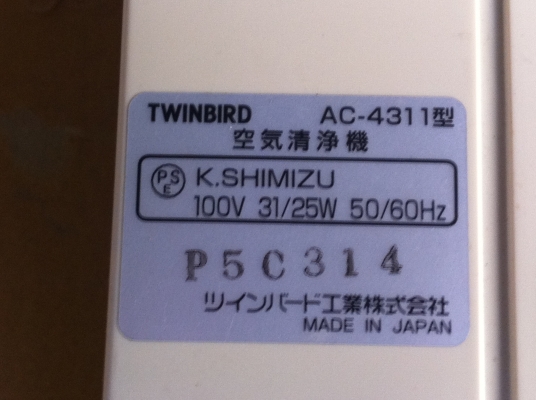 TWINBIRD AC-4311型
空気清浄機
PSE K.SHIMIZU
100V 31/25W 50/60Hz
P5C314
ツインバード工業株式会社
MADE IN JAPAN